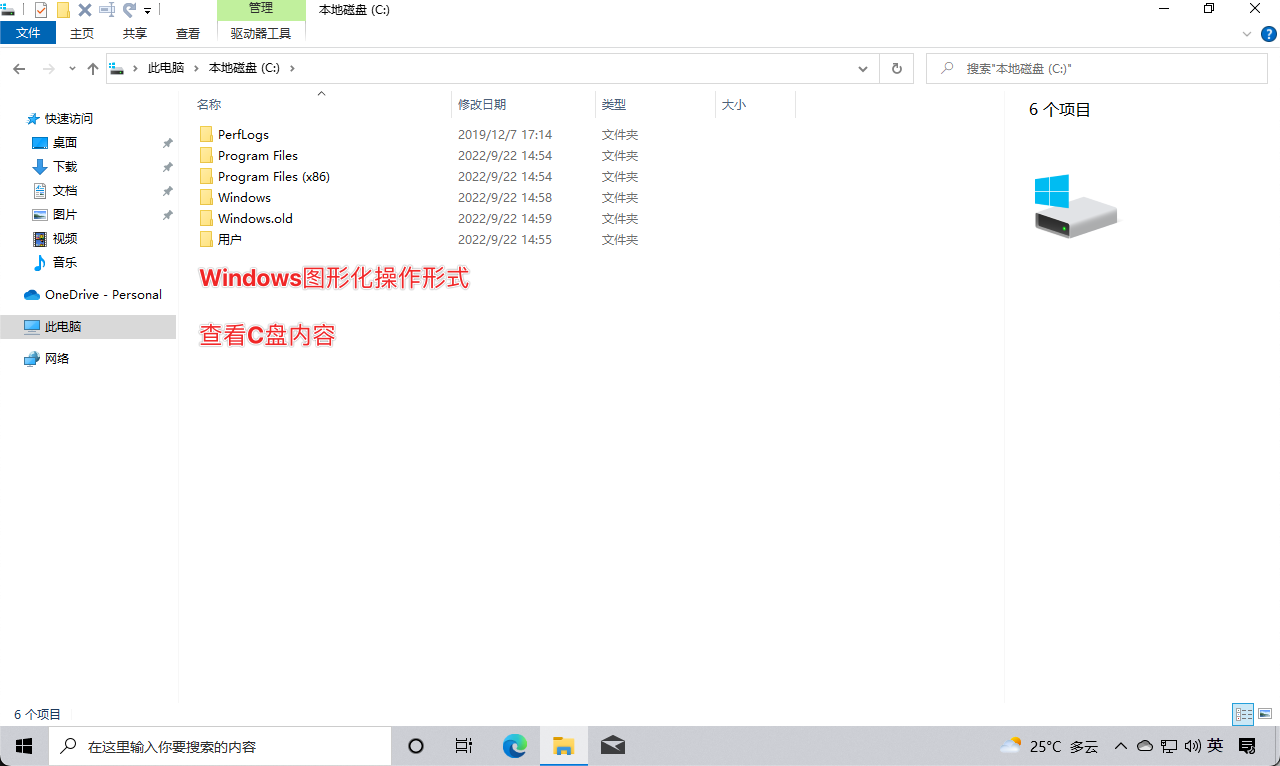 管理
本地磁盘 (C:)
文件
主页
共享
查看
驱动器工具
此电脑
本地磁盘 (C:)
搜索"本地磁盘 (C:)"
快速访问
桌面
下载
文档
图片
视频
音乐
OneDrive - Personal
此电脑
网络
名称 修改日期 类型 大小
PerfLogs 2019/12/7 17:14 文件夹
Program Files 2022/9/22 14:54 文件夹
Program Files (x86) 2022/9/22 14:54 文件夹
Windows 2022/9/22 14:58 文件夹
Windows.old 2022/9/22 14:59 文件夹
用户 2022/9/22 14:55 文件夹
Windows图形化操作形式
查看C盘内容
6 个项目
6 个项目
在这里输入你要搜索的内容
25°C 多云
英